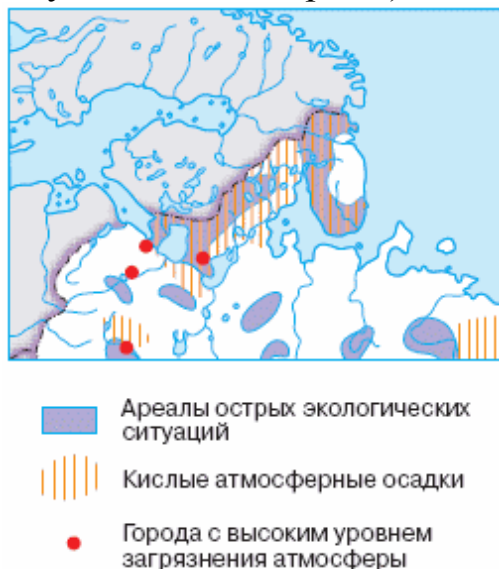 Ареалы острых экологических
ситуаций
Кислые атмосферные осадки
Города с высоким уровнем
загрязнения атмосферы